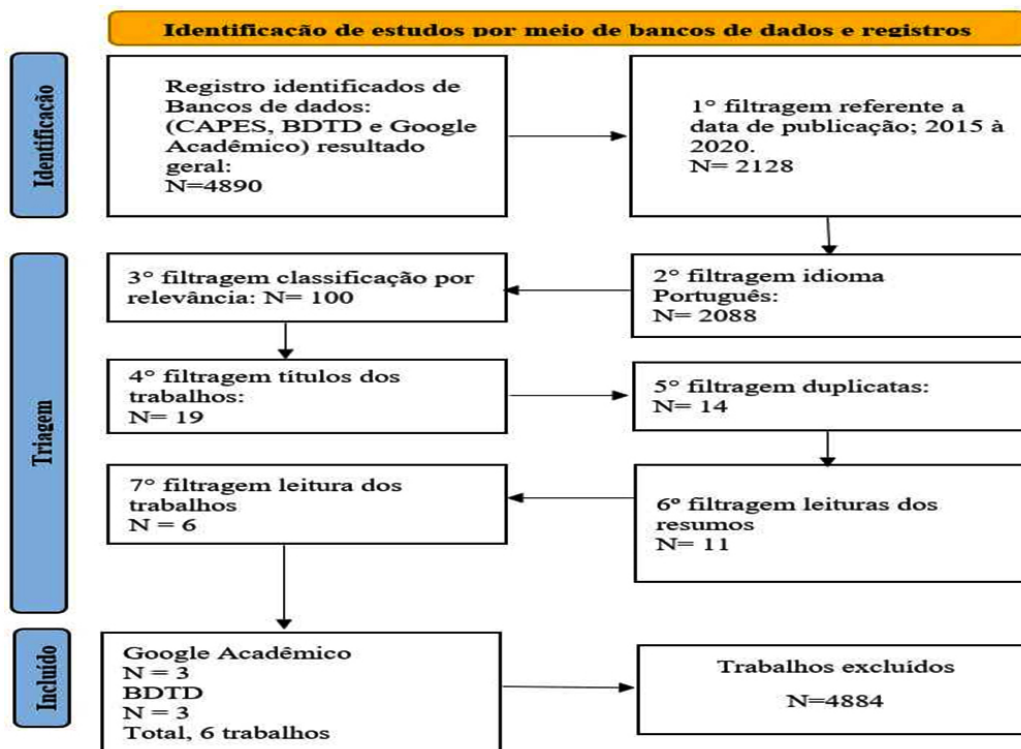 Identificação de estudos por meio de bancos de dados e registros
Identificação
Registro identificados de
Bancos de dados:
(CAPES, BDTD e Google
Acadêmico) resultado
geral:
N=4890
1° filtragem referente a
data de publicação; 2015 à
2020.
N= 2128
Triagem
2° filtragem idioma
Português:
N= 2088
3° filtragem classificação por
relevância: N= 100
4° filtragem títulos dos
trabalhos:
N= 19
5° filtragem duplicatas:
N= 14
6º filtragem leituras dos
resumos
N= 11
7° filtragem leitura dos
trabalhos
N = 6
Incluído
Google Acadêmico
N = 3
BDTD
N = 3
Total, 6 trabalhos
Trabalhos excluídos
N=4884